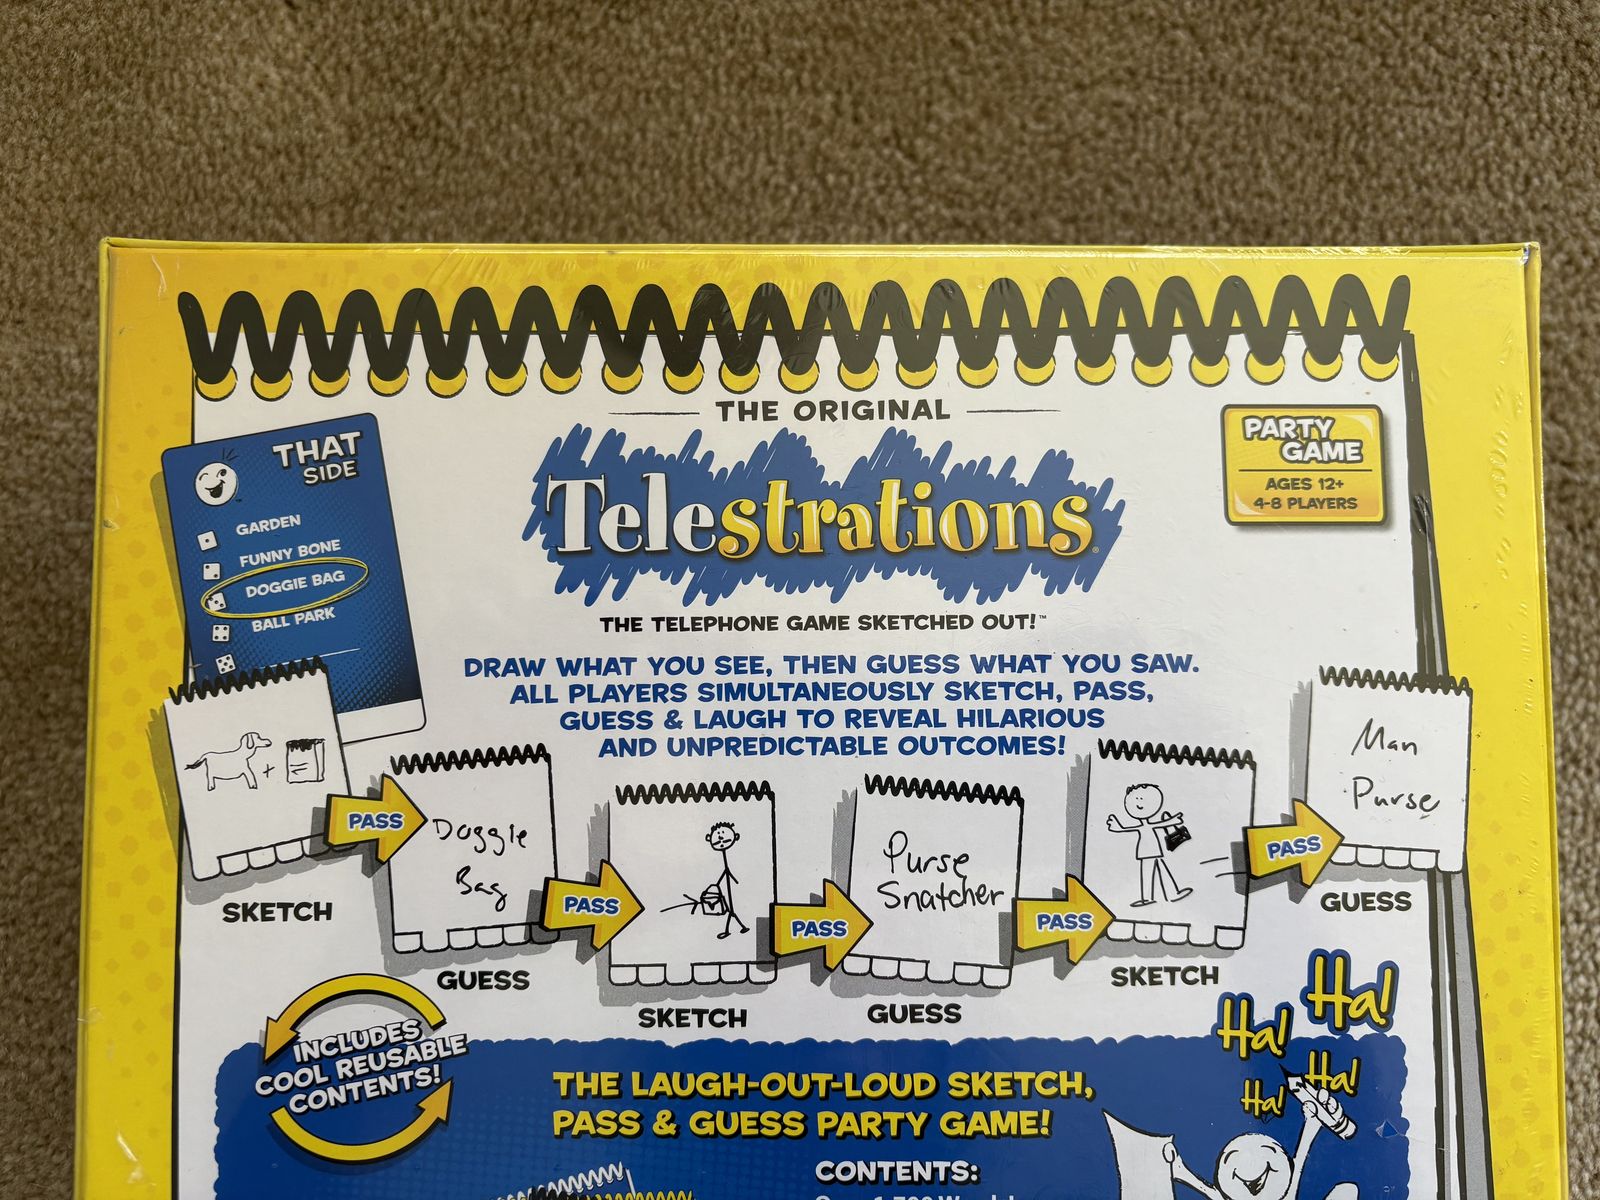 THE ORIGINAL
Telestrations®
THE TELEPHONE GAME SKETCHED OUT!™
PARTY
GAME
AGES 12+
4-8 PLAYERS
THAT
SIDE
GARDEN
FUNNY BONE
DOGGIE BAG
BALL PARK
DRAW WHAT YOU SEE, THEN GUESS WHAT YOU SAW.
ALL PLAYERS SIMULTANEOUSLY SKETCH, PASS,
GUESS & LAUGH TO REVEAL HILARIOUS
AND UNPREDICTABLE OUTCOMES!
SKETCH
PASS
Doggie
Bag
GUESS
PASS
SKETCH
PASS
Purse
Snatcher
GUESS
PASS
SKETCH
PASS
Man
Purse
GUESS
INCLUDES
COOL REUSABLE
CONTENTS!
Ha!
Ha!
Ha!
Ha!
THE LAUGH-OUT-LOUD SKETCH,
PASS & GUESS PARTY GAME!
CONTENTS: